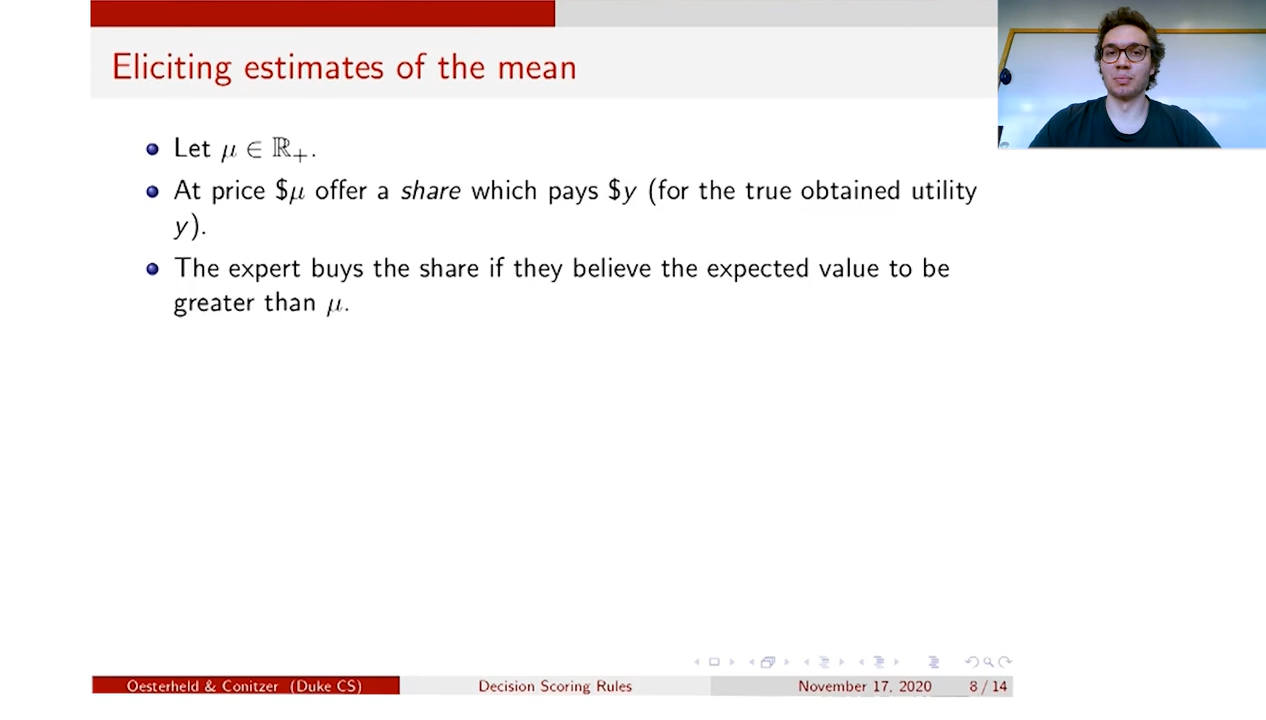 Eliciting estimates of the mean
Let μ ∈ ℝ₊.
At price $μ offer a share which pays $y (for the true obtained utility
y).
The expert buys the share if they believe the expected value to be
greater than μ.
Oesterheld & Conitzer (Duke CS) Decision Scoring Rules November 17, 2020 8 / 14